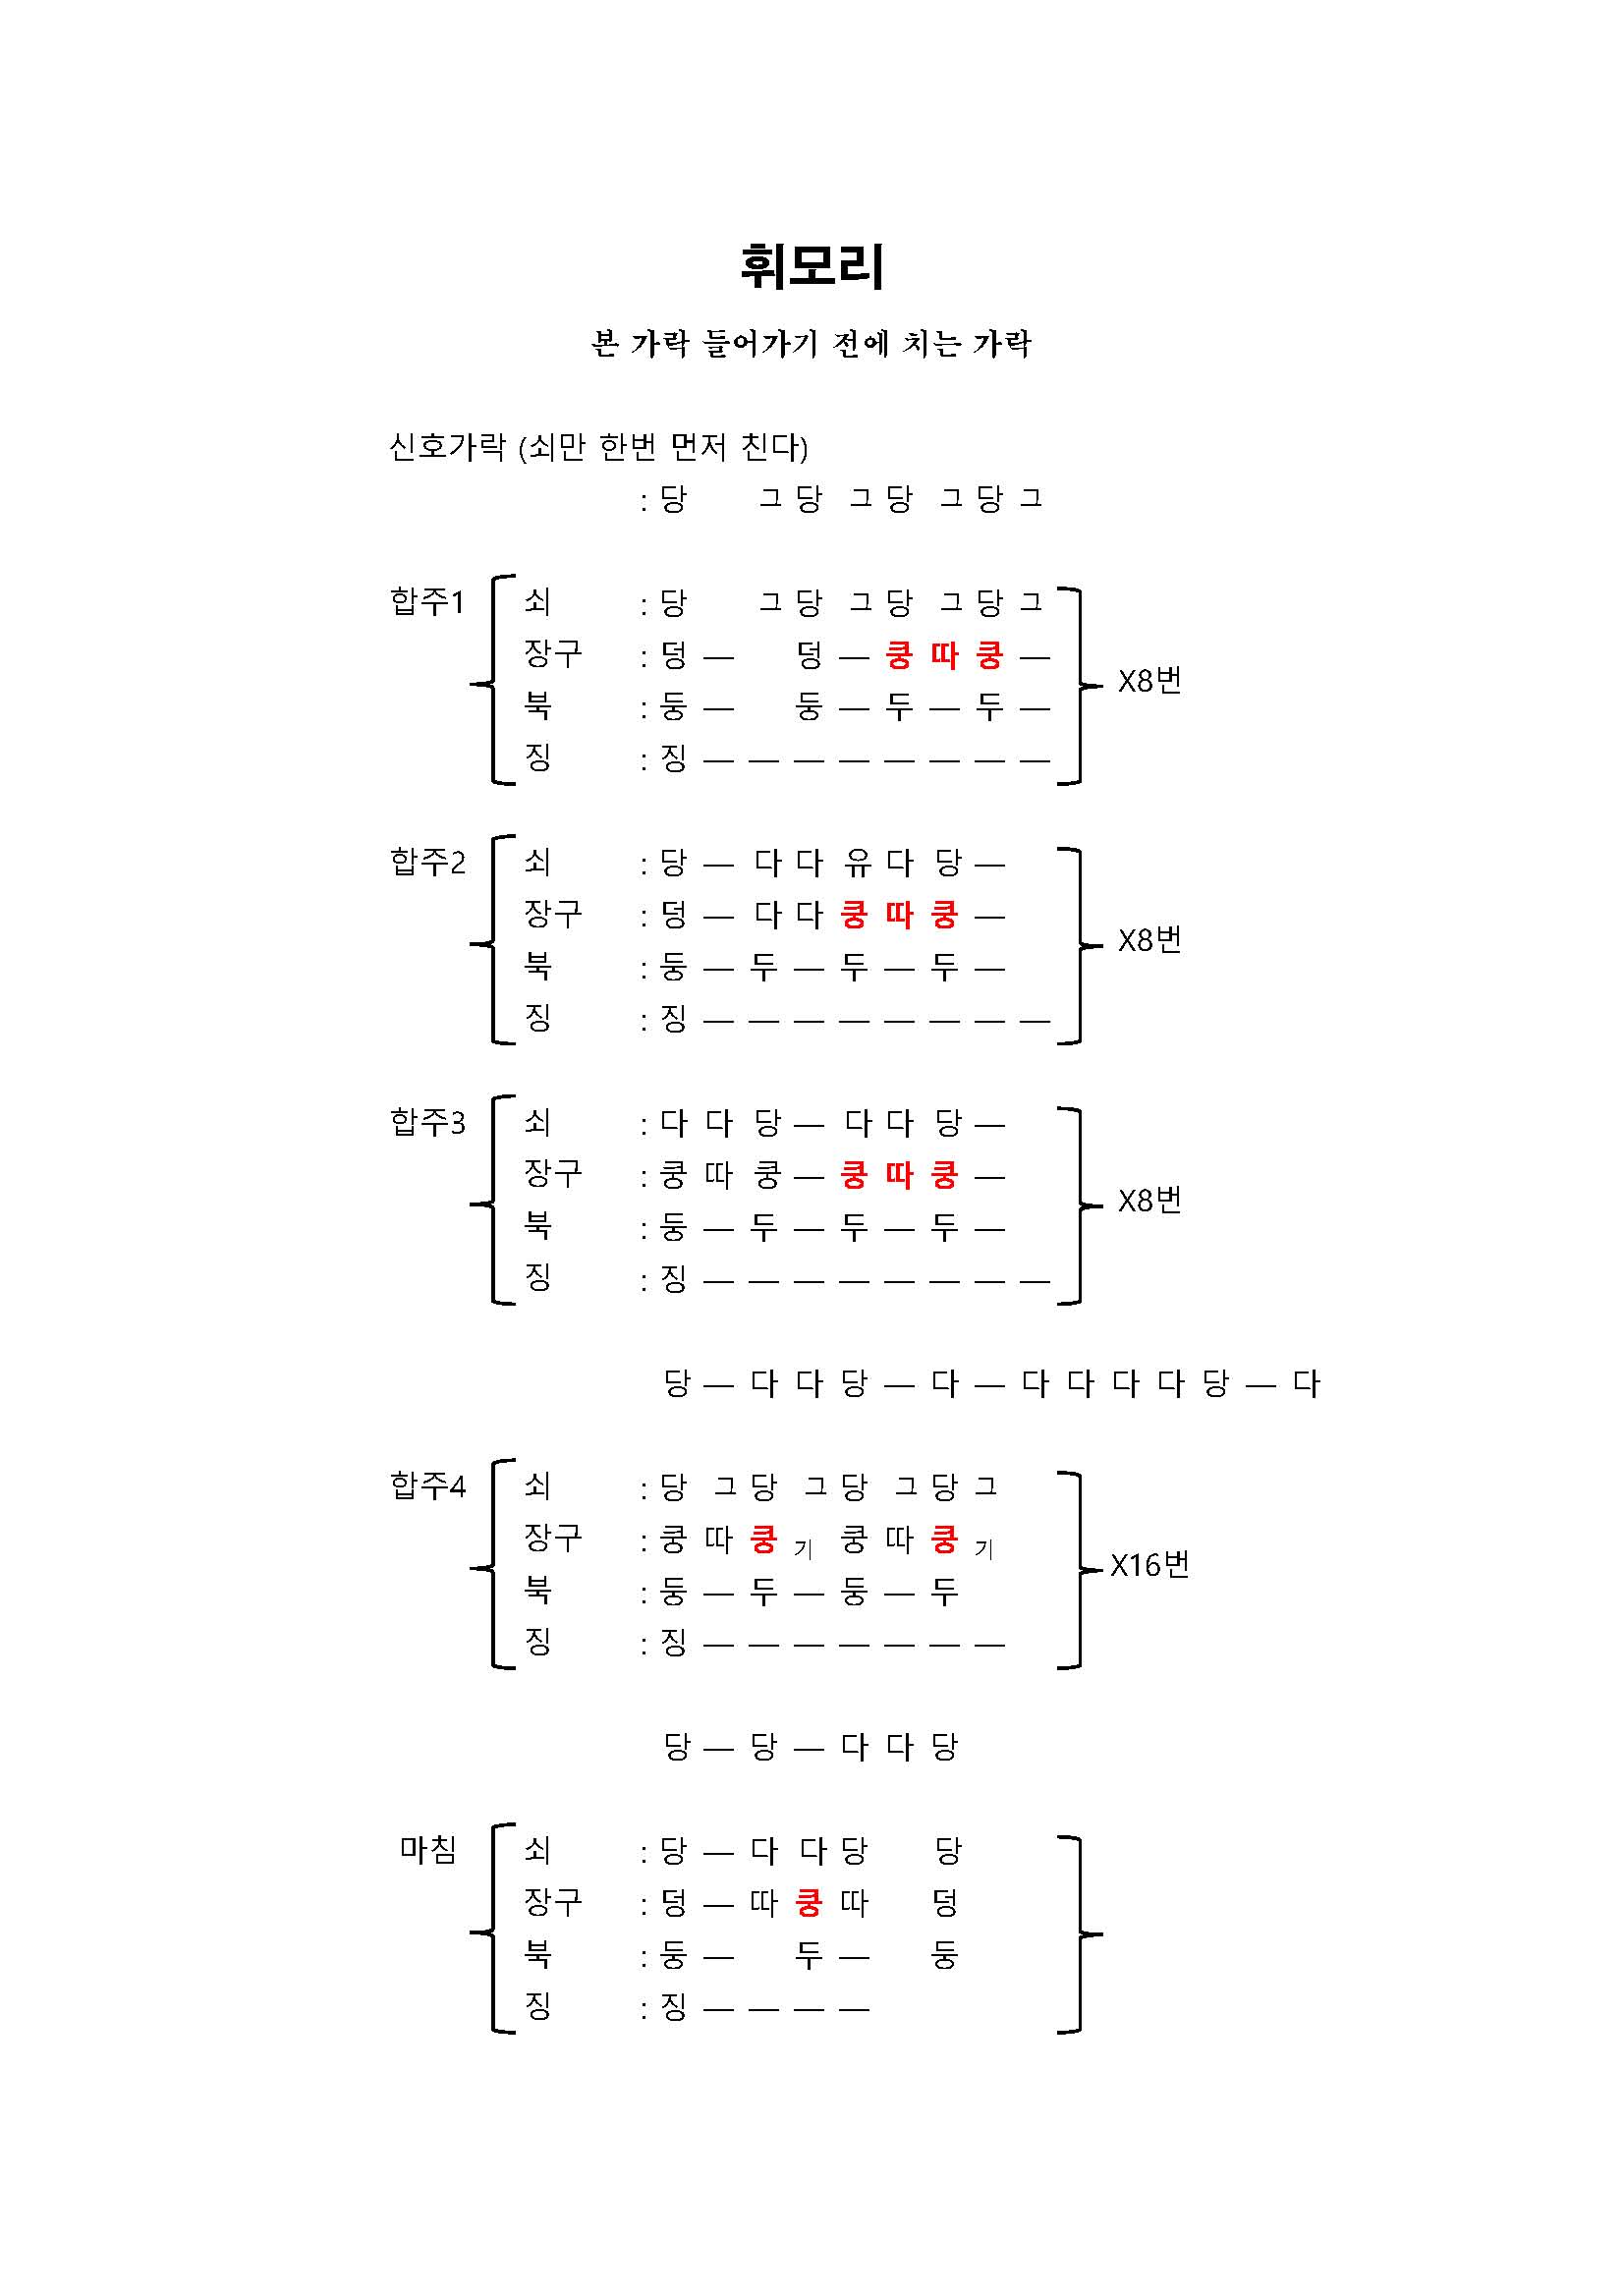 휘모리
본 가락 들어가기 전에 치는 가락
신호가락 (쇠만 한번 먼저 친다)
: 당 그 당 그 당 그 당 그
합주1 쇠 : 당 그 당 그 당 그 당 그
장구 : 덩 — 덩 — 쿵 따 쿵 —
북 : 둥 — 둥 — 두 — 두 —
징 : 징 — — — — — — — —
X8번
합주2 쇠 : 당 — 다 다 유 다 당 —
장구 : 덩 — 다 다 쿵 따 쿵 —
북 : 둥 — 두 — 두 — 두 —
징 : 징 — — — — — — — —
X8번
합주3 쇠 : 다 다 당 — 다 다 당 —
장구 : 쿵 따 쿵 — 쿵 따 쿵 —
북 : 둥 — 두 — 두 — 두 —
징 : 징 — — — — — — — —
X8번
당 — 다 다 당 — 다 — 다 다 다 다 당 — 다
합주4 쇠 : 당 그 당 그 당 그 당 그
장구 : 쿵 따 쿵 기 쿵 따 쿵 기
북 : 둥 — 두 — 둥 — 두
징 : 징 — — — — — — —
X16번
당 — 당 — 다 다 당
마침 쇠 : 당 — 다 다 당 당
장구 : 덩 — 따 쿵 따 덩
북 : 둥 — 두 — 둥
징 : 징 — — — —